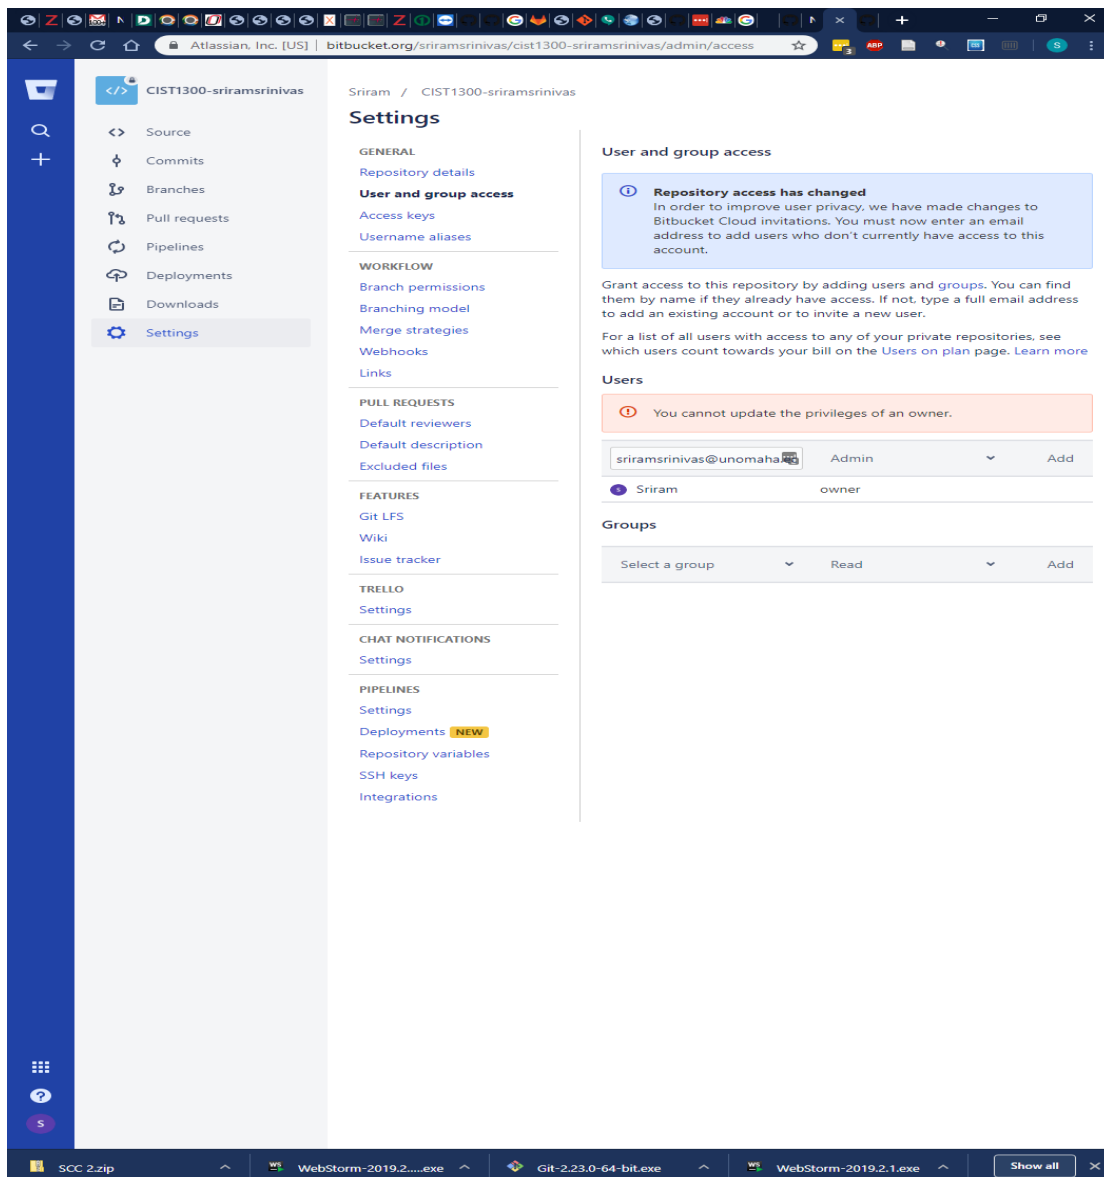 Atlassian, Inc. [US] | bitbucket.org/sriramsrinivas/cist1300-sriramsrinivas/admin/access
ABP
S
</> CIST1300-sriramsrinivas
Source
Commits
Branches
Pull requests
Pipelines
Deployments
Downloads
Settings
Sriram / CIST1300-sriramsrinivas
Settings
GENERAL
Repository details
User and group access
Access keys
Username aliases
WORKFLOW
Branch permissions
Branching model
Merge strategies
Webhooks
Links
PULL REQUESTS
Default reviewers
Default description
Excluded files
FEATURES
Git LFS
Wiki
Issue tracker
TRELLO
Settings
CHAT NOTIFICATIONS
Settings
PIPELINES
Settings
Deployments NEW
Repository variables
SSH keys
Integrations
User and group access
Repository access has changed
In order to improve user privacy, we have made changes to
Bitbucket Cloud invitations. You must now enter an email
address to add users who don't currently have access to this
account.
Grant access to this repository by adding users and groups. You can find
them by name if they already have access. If not, type a full email address
to add an existing account or to invite a new user.
For a list of all users with access to any of your private repositories, see
which users count towards your bill on the Users on plan page. Learn more
Users
You cannot update the privileges of an owner.
sriramsrinivas@unomaha Admin Add
S Sriram owner
Groups
Select a group Read Add
S
SCC 2.zip
WebStorm-2019.2.....exe
Git-2.23.0-64-bit.exe
WebStorm-2019.2.1.exe
Show all